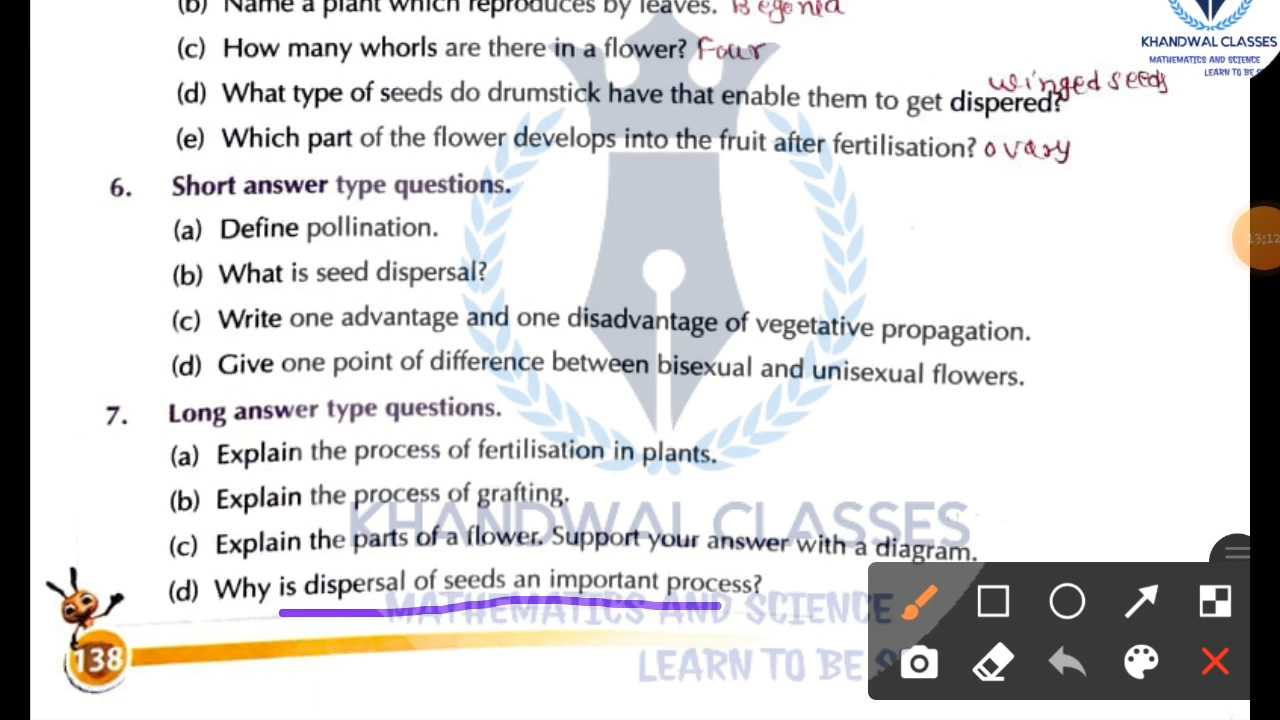 (b) Name a plant which reproduces by leaves. Begonia
(c) How many whorls are there in a flower? Four
(d) What type of seeds do drumstick have that enable them to get dispered? winged seeds
(e) Which part of the flower develops into the fruit after fertilisation? ovary
6. Short answer type questions.
(a) Define pollination.
(b) What is seed dispersal?
(c) Write one advantage and one disadvantage of vegetative propagation.
(d) Give one point of difference between bisexual and unisexual flowers.
7. Long answer type questions.
(a) Explain the process of fertilisation in plants.
(b) Explain the process of grafting.
(c) Explain the parts of a flower. Support your answer with a diagram.
(d) Why is dispersal of seeds an important process?
138
KHANDWAL CLASSES
MATHEMATICS AND SCIENCE
LEARN TO BE S
KHANDWAL CLASSES
MATHEMATICS AND SCIENCE
LEARN TO BE S
13:12